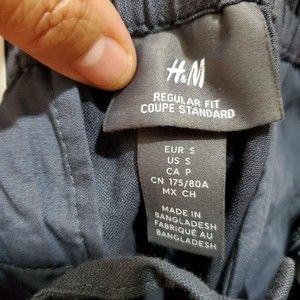 H&M
REGULAR FIT
COUPE STANDARD
EUR S
US S
CA P
CN 175/80A
MX CH
MADE IN
BANGLADESH
FABRIQUÉ AU
BANGLADESH